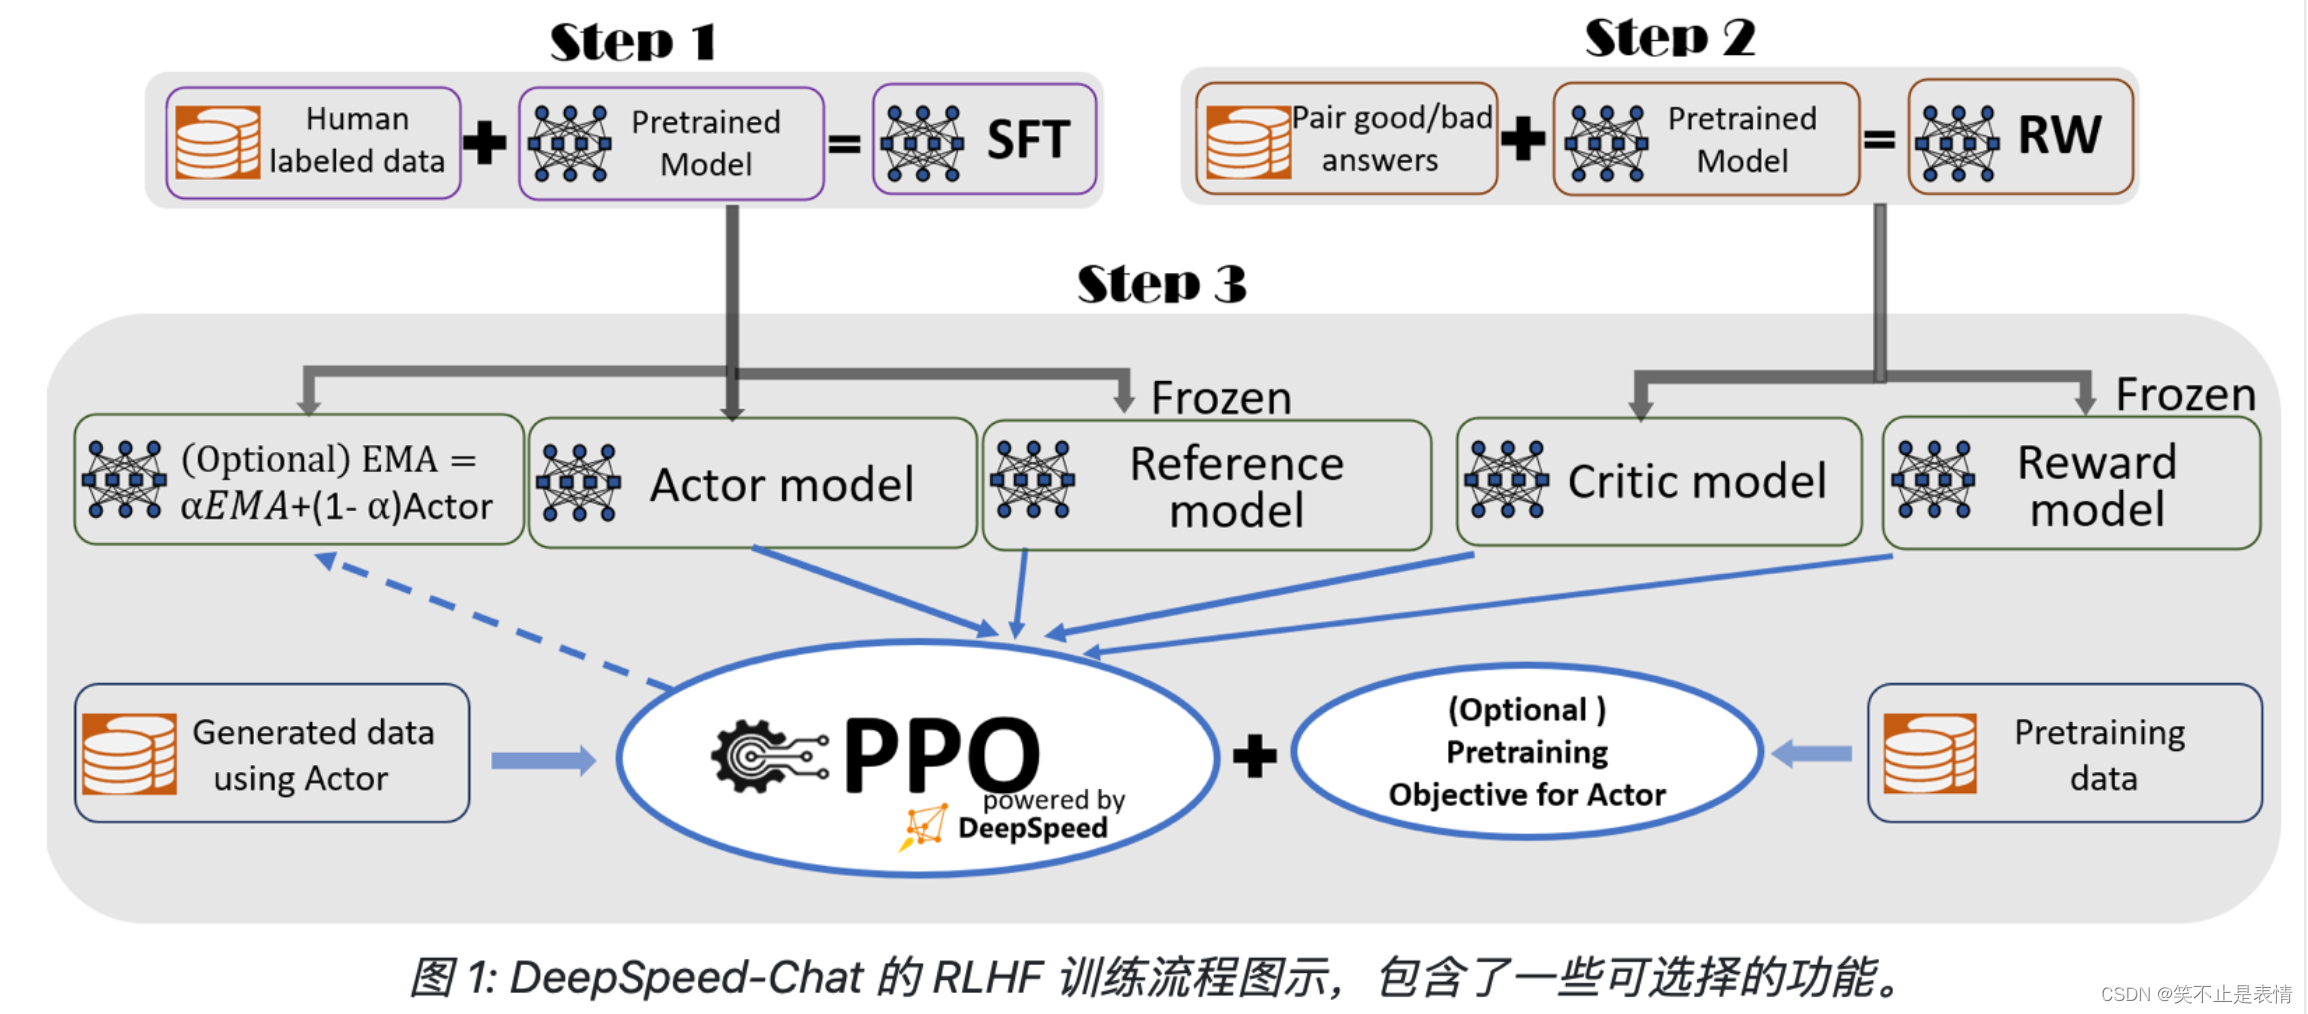 Step 1
Step 2
Human
labeled data
Pretrained
Model
SFT
Pair good/bad
answers
Pretrained
Model
RW
Step 3
Frozen
Frozen
(Optional) EMA =
αEMA+(1- α)Actor
Actor model
Reference
model
Critic model
Reward
model
Generated data
using Actor
PPO
powered by
DeepSpeed
(Optional )
Pretraining
Objective for Actor
Pretraining
data
图 1: DeepSpeed-Chat 的 RLHF 训练流程图示，包含了一些可选择的功能。
CSDN @笑不止是表情